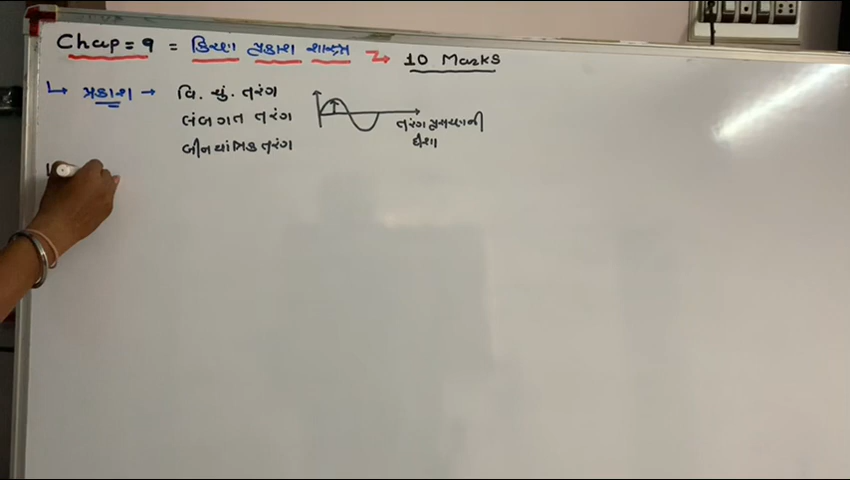 Chap = 9 = કિરણ પ્રકાશ શાસ્ત્ર 10 Marks
પ્રકાશ → વિ. ચું. તરંગ
લંબગત તરંગ
તરંગ પ્રસરણની
દીશા
બીનયાંત્રિક તરંગ